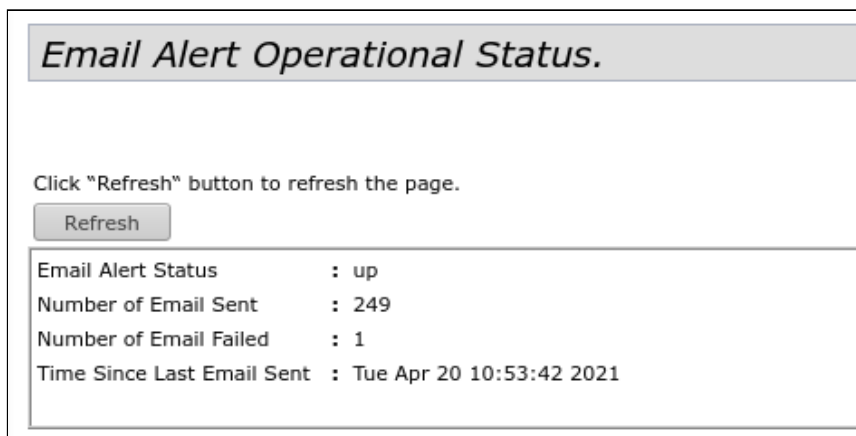 Email Alert Operational Status.
Click “Refresh“ button to refresh the page.
Refresh
Email Alert Status : up
Number of Email Sent : 249
Number of Email Failed : 1
Time Since Last Email Sent : Tue Apr 20 10:53:42 2021